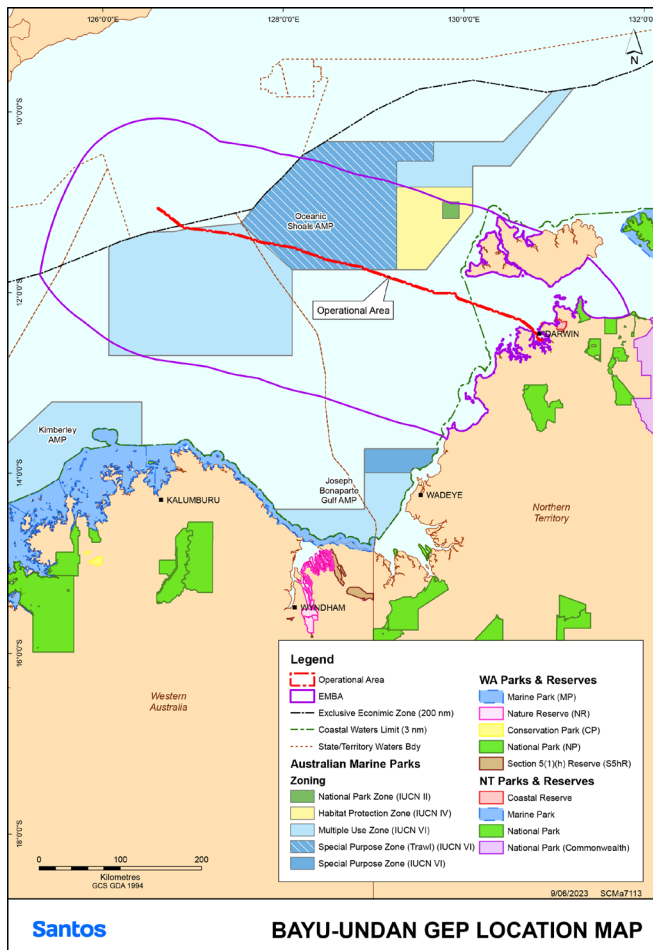 126°0'0"E
128°0'0"E
130°0'0"E
132°0'0"
N
10°0'0"S
12°0'0"S
14°0'0"S
16°0'0"S
18°0'0"S
Oceanic
Shoals AMP
Operational Area
DARWIN
Kimberley
AMP
KALUMBURU
Joseph
Bonaparte
Gulf AMP
WADEYE
Northern
Territory
WYNDHAM
Western
Australia
Legend
Operational Area
EMBA
Exclusive Econimic Zone (200 nm)
Coastal Waters Limit (3 nm)
State/Territory Waters Bdy
Australian Marine Parks
Zoning
National Park Zone (IUCN II)
Habitat Protection Zone (IUCN IV)
Multiple Use Zone (IUCN VI)
Special Purpose Zone (Trawl) (IUCN VI)
Special Purpose Zone (IUCN VI)
WA Parks & Reserves
Marine Park (MP)
Nature Reserve (NR)
Conservation Park (CP)
National Park (NP)
Section 5(1)(h) Reserve (S5hR)
NT Parks & Reserves
Coastal Reserve
Marine Park
National Park
National Park (Commonwealth)
0 50 100 200
Kilometres
GCS GDA 1994
9/06/2023 SCMa7113
Santos
BAYU-UNDAN GEP LOCATION MAP